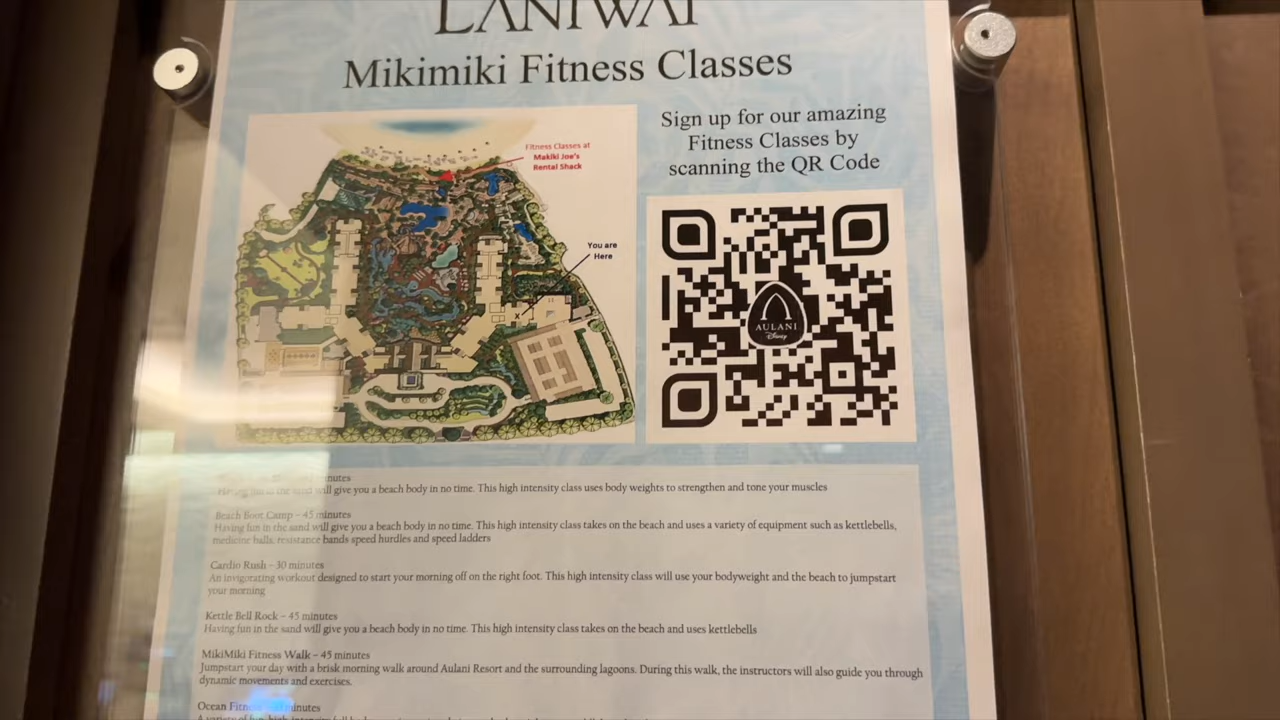 LANIWAI
Mikimiki Fitness Classes
Sign up for our amazing
Fitness Classes by
scanning the QR Code
Fitness Classes at
Makiki Joe's
Rental Shack
You are
Here
X
AULANI
Disney
nutes
Having fun in the sand will give you a beach body in no time. This high intensity class uses body weights to strengthen and tone your muscles
Beach Boot Camp – 45 minutes
Having fun in the sand will give you a beach body in no time. This high intensity class takes on the beach and uses a variety of equipment such as kettlebells,
medicine balls, resistance bands speed hurdles and speed ladders
Cardio Rush – 30 minutes
An invigorating workout designed to start your morning off on the right foot. This high intensity class will use your bodyweight and the beach to jumpstart
your morning
Kettle Bell Rock – 45 minutes
Having fun in the sand will give you a beach body in no time. This high intensity class takes on the beach and uses kettlebells
MikiMiki Fitness Walk – 45 minutes
Jumpstart your day with a brisk morning walk around Aulani Resort and the surrounding lagoons. During this walk, the instructors will also guide you through
dynamic movements and exercises.
Ocean Fitness minutes